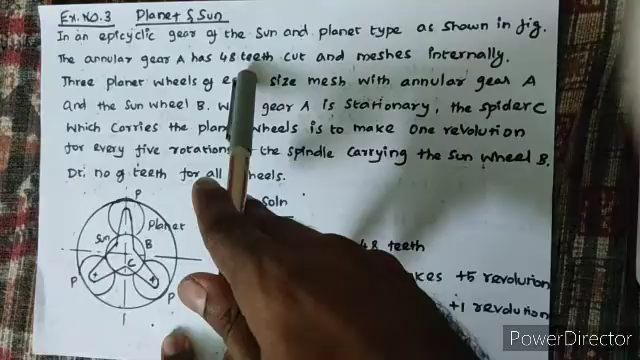 Ex.No.3 Planet & Sun
In an epicyclic gear of the Sun and planet type as shown in fig.
The annular gear A has 48 teeth cut and meshes internally.
Three planet wheels of size mesh with annular gear A
and the Sun wheel B. gear A is stationary, the spider C
which carries the wheels is to make one revolution
for every five rotations the spindle carrying the Sun wheel B.
Dt. no of teeth for all heels.
Soln
P
Planet
Sun
B
C
P
P
48 teeth
+5 revolution
+1 revolution
PowerDirector